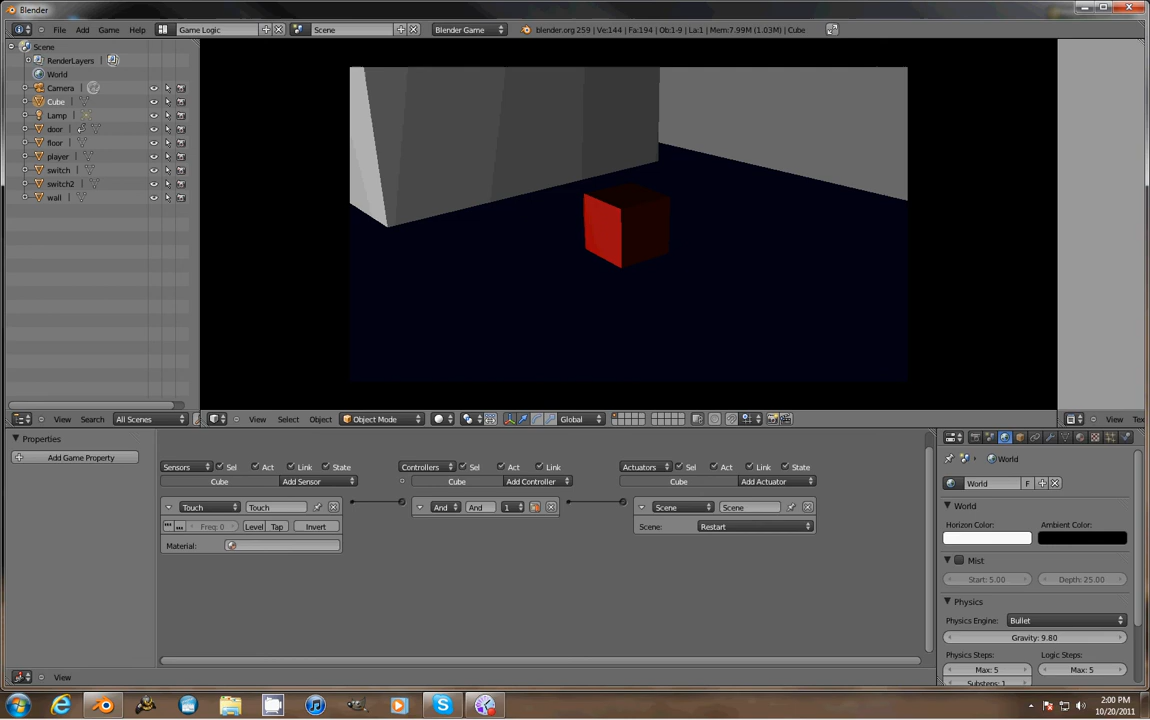 Blender
File Add Game Help Game Logic Scene Blender Game blender.org 259 | Ve:144 | Fa:194 | Ob:1-9 | La:1 | Mem:7.99M (1.03M) | Cube
Scene
RenderLayers |
World
Camera |
Cube |
Lamp |
door |
floor |
player |
switch |
switch2 |
wall |
View Search All Scenes View Select Object Object Mode Global View
Properties
Add Game Property
Sensors Sel Act Link State Controllers Sel Act Link Actuators Sel Act Link State
Cube Add Sensor Cube Add Controller Cube Add Actuator
Touch Touch And And 1 Scene Scene
Freq: 0 Level Tap Invert Scene: Restart
Material:
World
World F
World
Horizon Color: Ambient Color:
Mist
Start: 5.00 Depth: 25.00
Physics
Physics Engine: Bullet
Gravity: 9.80
Physics Steps: Logic Steps:
Max: 5 Max: 5
Substeps: 1
View
2:00 PM
10/20/2011